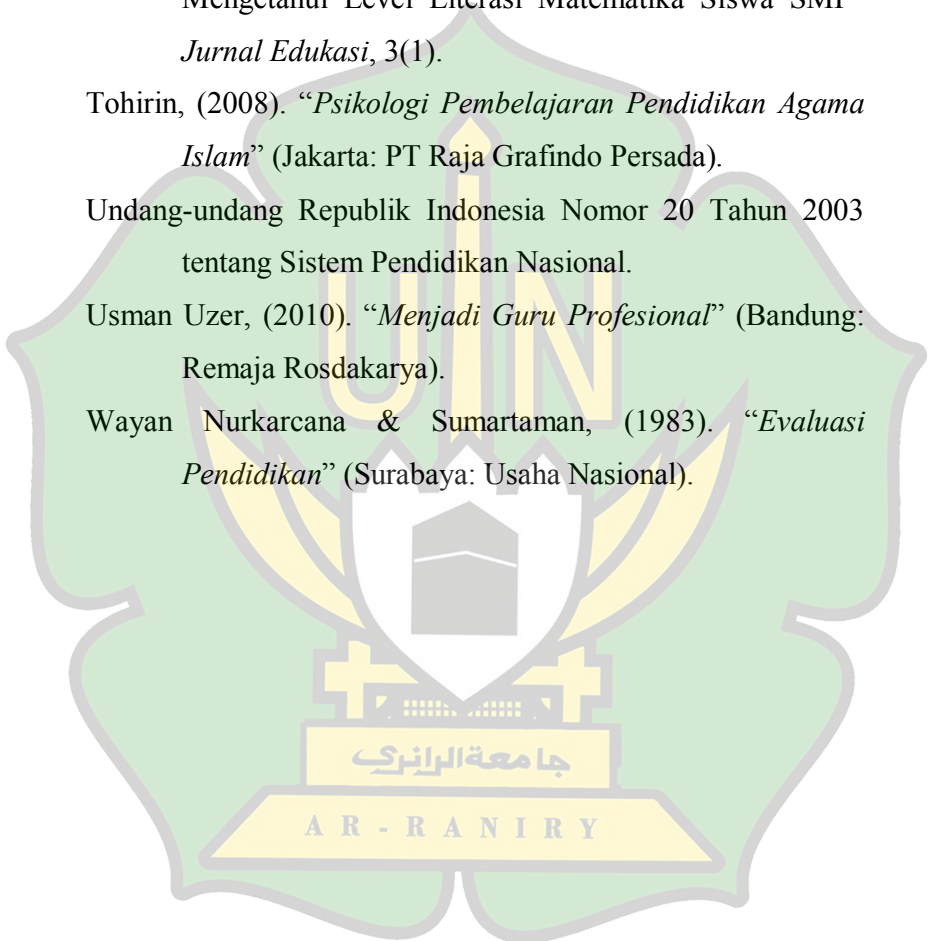 Mengetahui Level Literasi Matematika Siswa SMP
Jurnal Edukasi, 3(1).
Tohirin, (2008). “Psikologi Pembelajaran Pendidikan Agama
Islam” (Jakarta: PT Raja Grafindo Persada).
Undang-undang Republik Indonesia Nomor 20 Tahun 2003
tentang Sistem Pendidikan Nasional.
Usman Uzer, (2010). “Menjadi Guru Profesional” (Bandung:
Remaja Rosdakarya).
Wayan Nurkarcana & Sumartaman, (1983). “Evaluasi
Pendidikan” (Surabaya: Usaha Nasional).
UIN
جامعةالرانري
AR-RANIRY